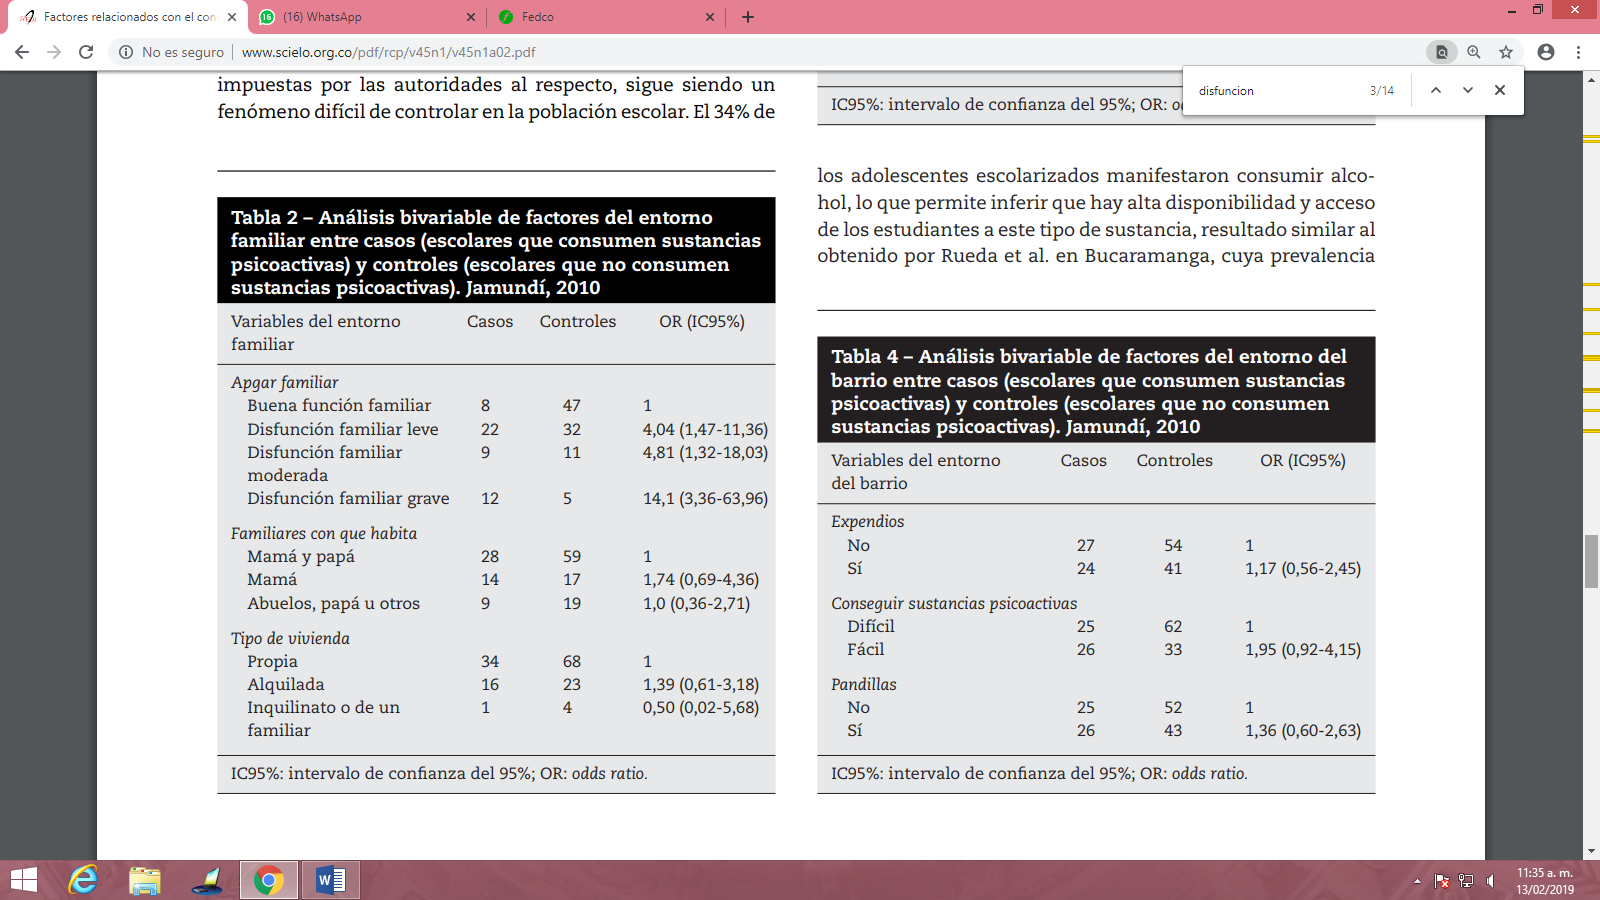 Factores relacionados con el con
(16) WhatsApp
Fedco
No es seguro
www.scielo.org.co/pdf/rcp/v45n1/v45n1a02.pdf
disfuncion
3/14
impuestas por las autoridades al respecto, sigue siendo un
fenómeno difícil de controlar en la población escolar. El 34% de
Tabla 2 – Análisis bivariable de factores del entorno
familiar entre casos (escolares que consumen sustancias
psicoactivas) y controles (escolares que no consumen
sustancias psicoactivas). Jamundí, 2010
Variables del entorno familiar Casos Controles OR (IC95%)
Apgar familiar
Buena función familiar 8 47 1
Disfunción familiar leve 22 32 4,04 (1,47-11,36)
Disfunción familiar 9 11 4,81 (1,32-18,03)
moderada
Disfunción familiar grave 12 5 14,1 (3,36-63,96)
Familiares con que habita
Mamá y papá 28 59 1
Mamá 14 17 1,74 (0,69-4,36)
Abuelos, papá u otros 9 19 1,0 (0,36-2,71)
Tipo de vivienda
Propia 34 68 1
Alquilada 16 23 1,39 (0,61-3,18)
Inquilinato o de un 1 4 0,50 (0,02-5,68)
familiar
IC95%: intervalo de confianza del 95%; OR: odds ratio.
IC95%: intervalo de confianza del 95%; OR:
los adolescentes escolarizados manifestaron consumir alco-
hol, lo que permite inferir que hay alta disponibilidad y acceso
de los estudiantes a este tipo de sustancia, resultado similar al
obtenido por Rueda et al. en Bucaramanga, cuya prevalencia
Tabla 4 – Análisis bivariable de factores del entorno del
barrio entre casos (escolares que consumen sustancias
psicoactivas) y controles (escolares que no consumen
sustancias psicoactivas). Jamundí, 2010
Variables del entorno Casos Controles OR (IC95%)
del barrio
Expendios
No 27 54 1
Sí 24 41 1,17 (0,56-2,45)
Conseguir sustancias psicoactivas
Difícil 25 62 1
Fácil 26 33 1,95 (0,92-4,15)
Pandillas
No 25 52 1
Sí 26 43 1,36 (0,60-2,63)
IC95%: intervalo de confianza del 95%; OR: odds ratio.
11:35 a. m.
13/02/2019